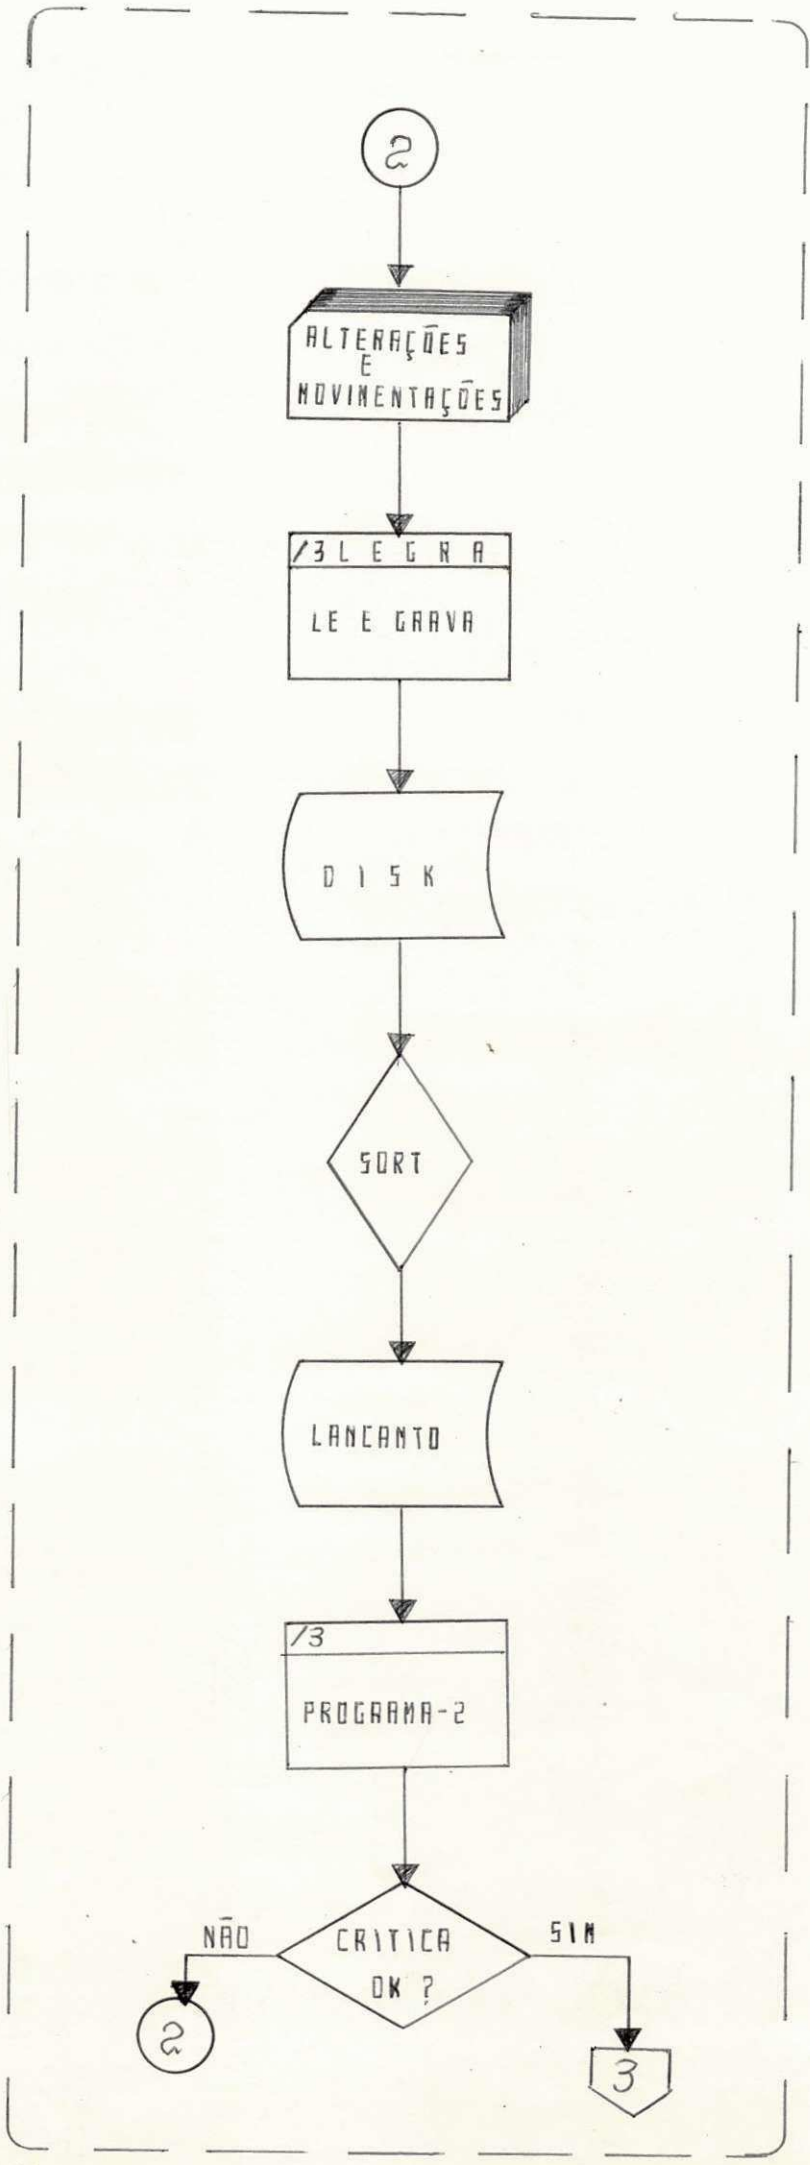 2
ALTERAÇÕES
E
MOVIMENTAÇÕES
/3 L E G R A
LE E GRAVA
D I S K
SORT
LANCAMTO
/3
PROGRAMA-2
NÃO
CRITICA
OK ?
SIM
2
3